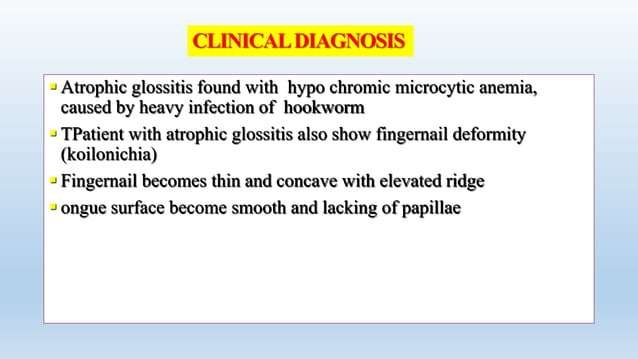 CLINICAL DIAGNOSIS
▪ Atrophic glossitis found with hypo chromic microcytic anemia,
caused by heavy infection of hookworm
▪ TPatient with atrophic glossitis also show fingernail deformity
(koilonichia)
▪ Fingernail becomes thin and concave with elevated ridge
▪ ongue surface become smooth and lacking of papillae